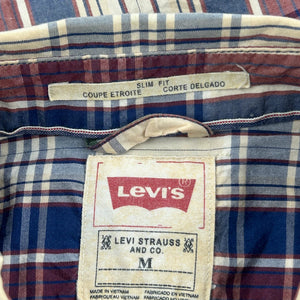 SLIM FIT
COUPE ETROITE CORTE DELGADO
LEVI'S
®
LEVI STRAUSS
AND CO.
M
MADE IN VIETNAM FABRICADO EN VIETNAM
FABRIQUE AU VIETNAM